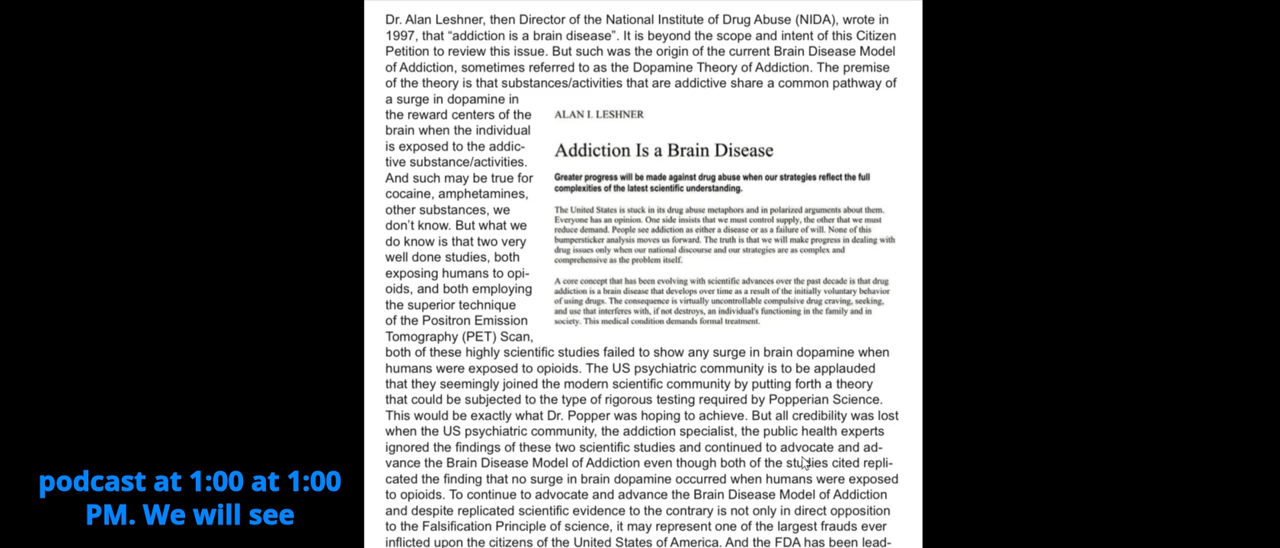 Dr. Alan Leshner, then Director of the National Institute of Drug Abuse (NIDA), wrote in
1997, that “addiction is a brain disease”. It is beyond the scope and intent of this Citizen
Petition to review this issue. But such was the origin of the current Brain Disease Model
of Addiction, sometimes referred to as the Dopamine Theory of Addiction. The premise
of the theory is that substances/activities that are addictive share a common pathway of
a surge in dopamine in
the reward centers of the
brain when the individual
is exposed to the addic-
tive substance/activities.
And such may be true for
cocaine, amphetamines,
other substances, we
don’t know. But what we
do know is that two very
well done studies, both
exposing humans to opi-
oids, and both employing
the superior technique
of the Positron Emission
Tomography (PET) Scan,
ALAN I. LESHNER
Addiction Is a Brain Disease
Greater progress will be made against drug abuse when our strategies reflect the full
complexities of the latest scientific understanding.
The United States is stuck in its drug abuse metaphors and in polarized arguments about them.
Everyone has an opinion. One side insists that we must control supply, the other that we must
reduce demand. People see addiction as either a disease or as a failure of will. None of this
bumpersticker analysis moves us forward. The truth is that we will make progress in dealing with
drug issues only when our national discourse and our strategies are as complex and
comprehensive as the problem itself.
A core concept that has been evolving with scientific advances over the past decade is that drug
addiction is a brain disease that develops over time as a result of the initially voluntary behavior
of using drugs. The consequence is virtually uncontrollable compulsive drug craving, seeking,
and use that interferes with, if not destroys, an individual's functioning in the family and in
society. This medical condition demands formal treatment.
both of these highly scientific studies failed to show any surge in brain dopamine when
humans were exposed to opioids. The US psychiatric community is to be applauded
that they seemingly joined the modern scientific community by putting forth a theory
that could be subjected to the type of rigorous testing required by Popperian Science.
This would be exactly what Dr. Popper was hoping to achieve. But all credibility was lost
when the US psychiatric community, the addiction specialist, the public health experts
ignored the findings of these two scientific studies and continued to advocate and ad-
vance the Brain Disease Model of Addiction even though both of the studies cited repli-
cated the finding that no surge in brain dopamine occurred when humans were exposed
to opioids. To continue to advocate and advance the Brain Disease Model of Addiction
and despite replicated scientific evidence to the contrary is not only in direct opposition
to the Falsification Principle of science, it may represent one of the largest frauds ever
inflicted upon the citizens of the United States of America. And the FDA has been lead-
podcast at 1:00 at 1:00
PM. We will see